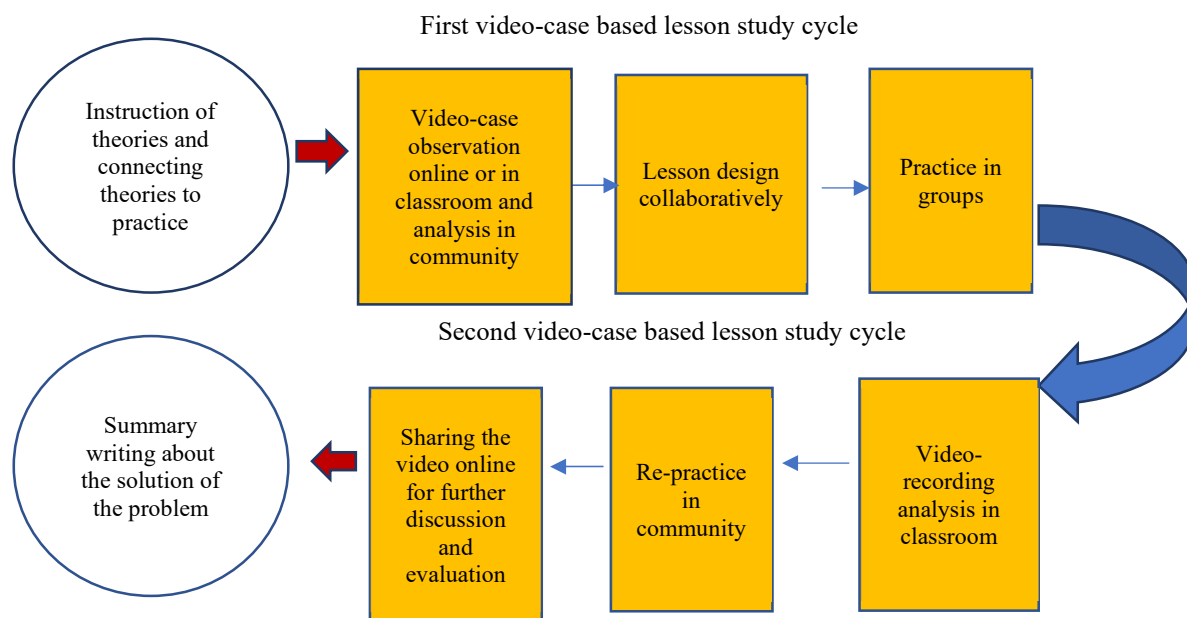 First video-case based lesson study cycle
Instruction of
theories and
connecting
theories to
practice
Video-case
observation
online or in
classroom and
analysis in
community
Lesson design
collaboratively
Practice in
groups
Second video-case based lesson study cycle
Video-
recording
analysis in
classroom
Re-practice
in
community
Sharing the
video online
for further
discussion
and
evaluation
Summary
writing about
the solution of
the problem